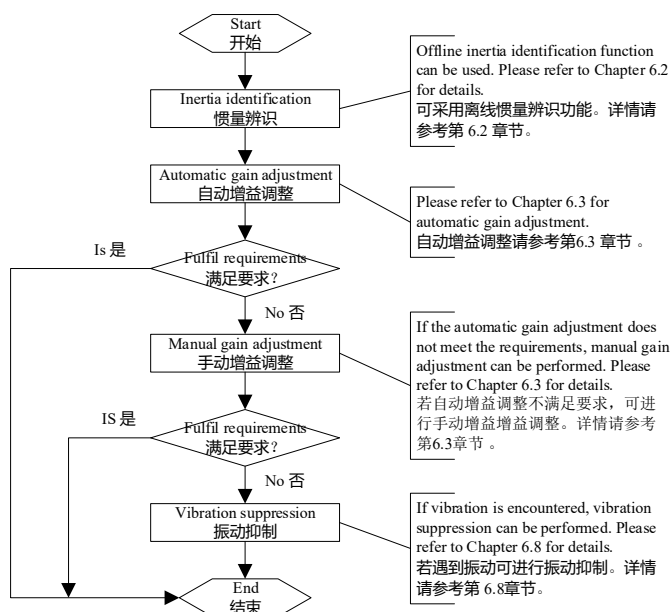 Start
开始
Offline inertia identification function
can be used. Please refer to Chapter 6.2
for details.
可采用离线惯量辨识功能。详情请
参考第 6.2 章节。
Inertia identification
惯量辨识
Automatic gain adjustment
自动增益调整
Please refer to Chapter 6.3 for
automatic gain adjustment.
自动增益调整请参考第6.3 章节 。
Is 是
Fulfil requirements
满足要求?
No 否
Manual gain adjustment
手动增益调整
If the automatic gain adjustment does
not meet the requirements, manual gain
adjustment can be performed. Please
refer to Chapter 6.3 for details.
若自动增益调整不满足要求，可进
行手动增益增益调整。详情请参考
第6.3章节 。
IS 是
Fulfil requirements
满足要求?
No 否
Vibration suppression
振动抑制
If vibration is encountered, vibration
suppression can be performed. Please
refer to Chapter 6.8 for details.
若遇到振动可进行振动抑制。详情
请参考第 6.8章节。
End
结束